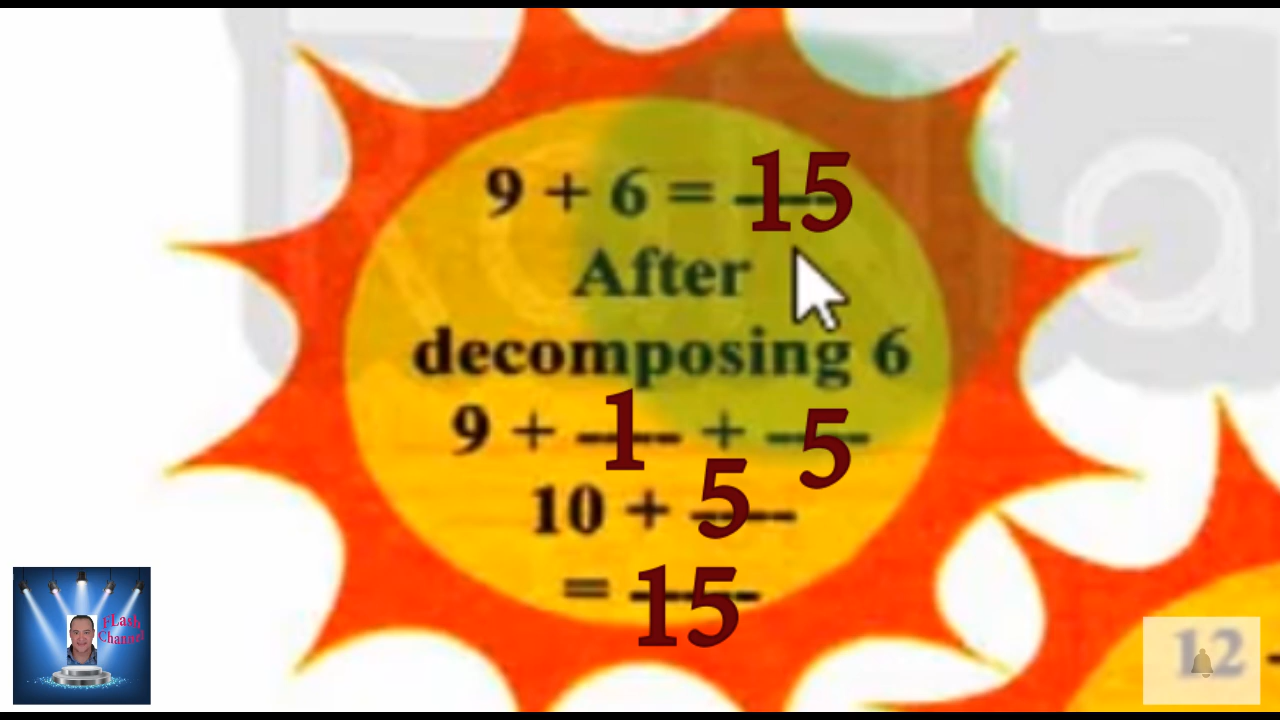 9 + 6 = 15
After
decomposing 6
9 + 1 + 5
10 + 5
= 15
FLash
Channel
12
a